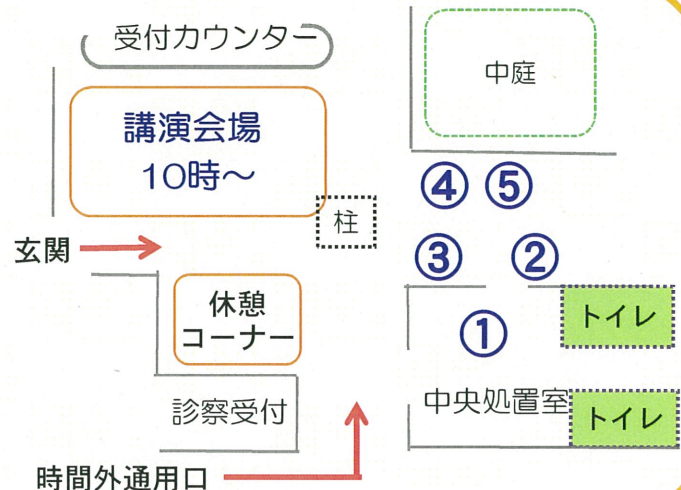 受付カウンター
中庭
講演会場
10時～
④ ⑤
柱
玄関
③ ②
休憩
コーナー
トイレ
①
診察受付
中央処置室
トイレ
時間外通用口